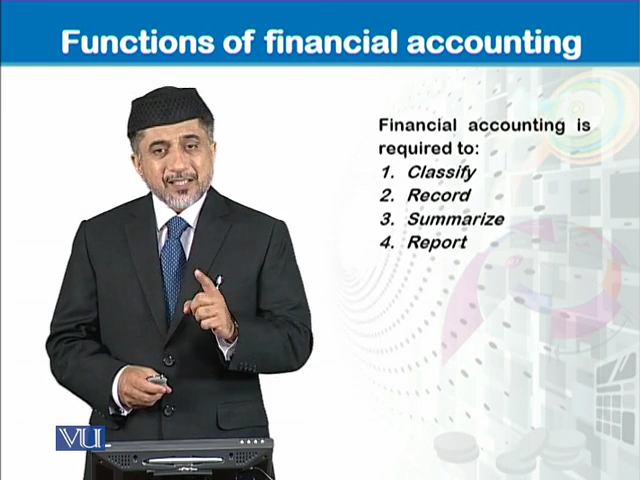 Functions of financial accounting
Financial accounting is
required to:
1. Classify
2. Record
3. Summarize
4. Report
VU